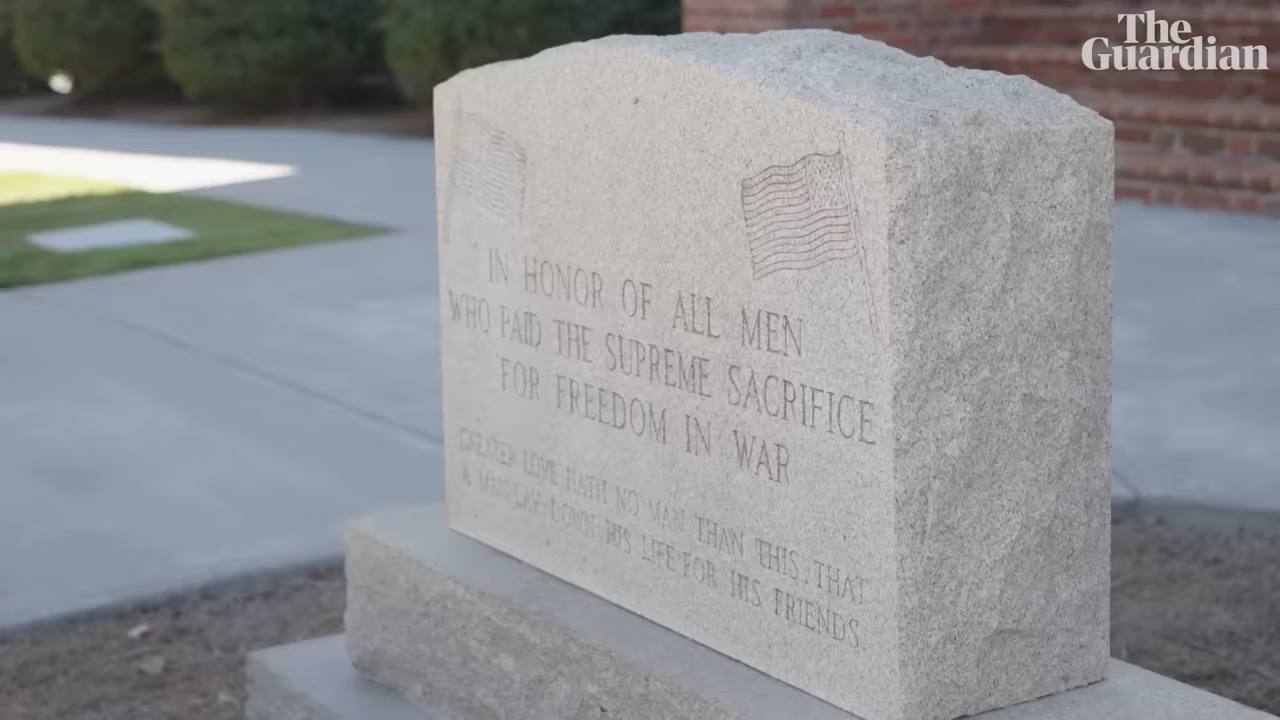 The
Guardian
IN HONOR OF ALL MEN
WHO PAID THE SUPREME SACRIFICE
FOR FREEDOM IN WAR
GREATER LOVE HATH NO MAN THAN THIS, THAT
A MAN LAY DOWN HIS LIFE FOR HIS FRIENDS